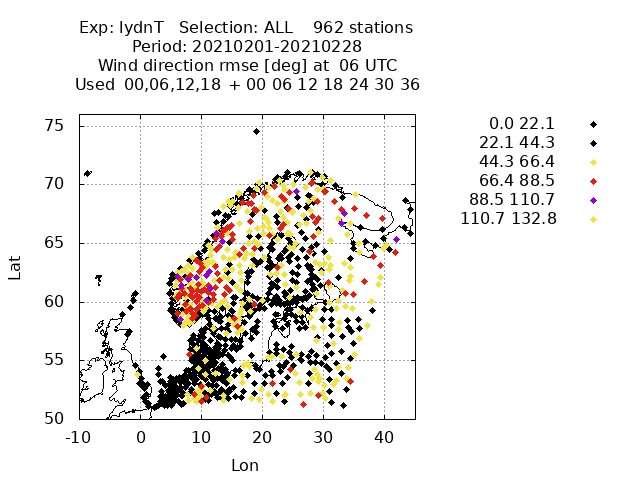 Exp: lydnT   Selection: ALL    962 stations
Period: 20210201-20210228
Wind direction rmse [deg] at  06 UTC
Used  00,06,12,18  + 00 06 12 18 24 30 36
0.0 22.1
22.1 44.3
44.3 66.4
66.4 88.5
88.5 110.7
110.7 132.8
75
70
65
60
55
50
Lat
-10 0 10 20 30 40
Lon